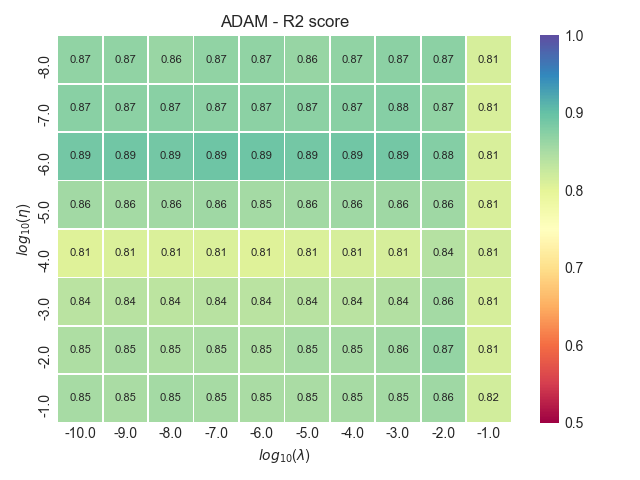 ADAM - R2 score
-8.0 0.87 0.87 0.86 0.87 0.87 0.86 0.87 0.87 0.87 0.81
-7.0 0.87 0.87 0.87 0.87 0.87 0.87 0.87 0.88 0.87 0.81
-6.0 0.89 0.89 0.89 0.89 0.89 0.89 0.89 0.89 0.88 0.81
-5.0 0.86 0.86 0.86 0.86 0.85 0.86 0.86 0.86 0.86 0.81
-4.0 0.81 0.81 0.81 0.81 0.81 0.81 0.81 0.81 0.84 0.81
-3.0 0.84 0.84 0.84 0.84 0.84 0.84 0.84 0.84 0.86 0.81
-2.0 0.85 0.85 0.85 0.85 0.85 0.85 0.85 0.86 0.87 0.81
-1.0 0.85 0.85 0.85 0.85 0.85 0.85 0.85 0.85 0.86 0.82
-10.0 -9.0 -8.0 -7.0 -6.0 -5.0 -4.0 -3.0 -2.0 -1.0
log₁₀(λ)
log₁₀(η)
1.0
0.9
0.8
0.7
0.6
0.5